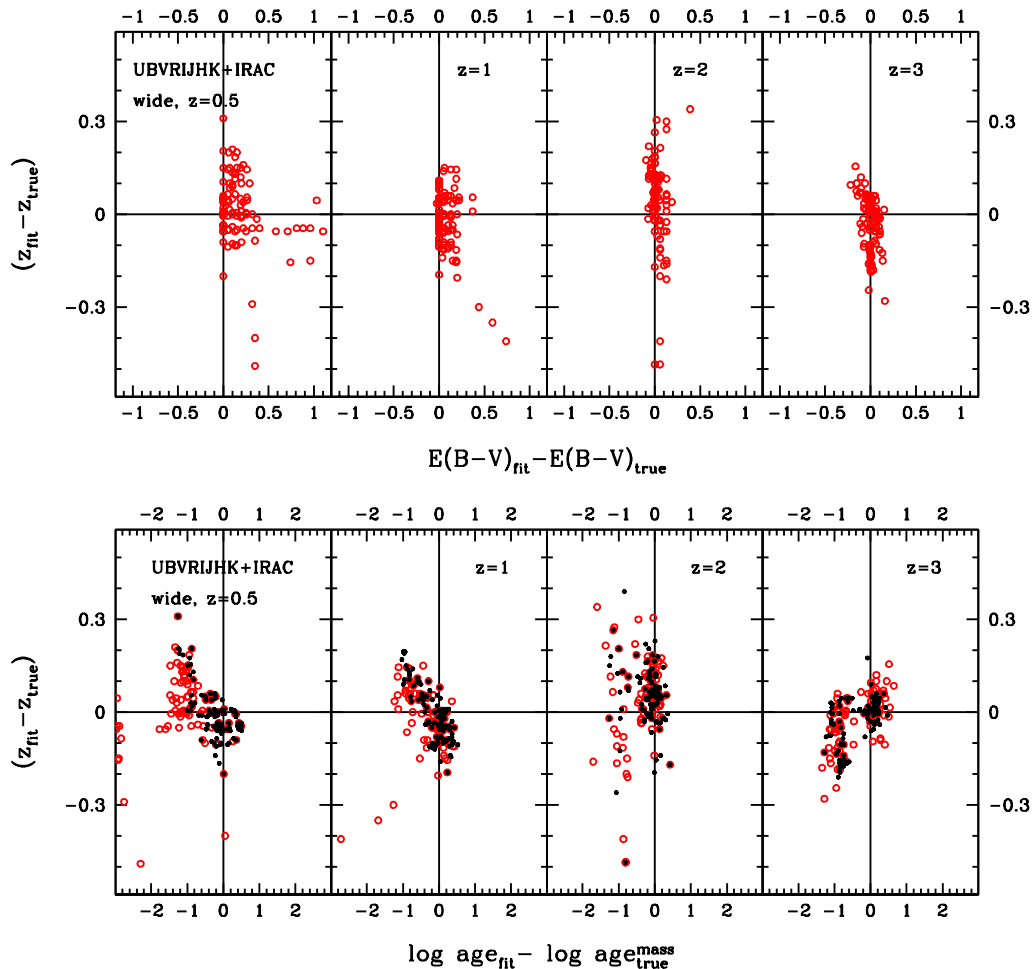 −1 −0.5 0 0.5 1 −1 −0.5 0 0.5 1 −1 −0.5 0 0.5 1 −1 −0.5 0 0.5 1
UBVRIJHK+IRAC
wide, z=0.5
z=1
z=2
z=3
0.3
0
−0.3
(z_fit−z_true)
0.3
0
−0.3
−1 −0.5 0 0.5 1 −1 −0.5 0 0.5 1 −1 −0.5 0 0.5 1 −1 −0.5 0 0.5 1
E(B−V)_fit−E(B−V)_true
−2 −1 0 1 2 −2 −1 0 1 2 −2 −1 0 1 2 −2 −1 0 1 2
UBVRIJHK+IRAC
wide, z=0.5
z=1
z=2
z=3
0.3
0
−0.3
(z_fit−z_true)
0.3
0
−0.3
−2 −1 0 1 2 −2 −1 0 1 2 −2 −1 0 1 2 −2 −1 0 1 2
log age_fit− log age_true^mass